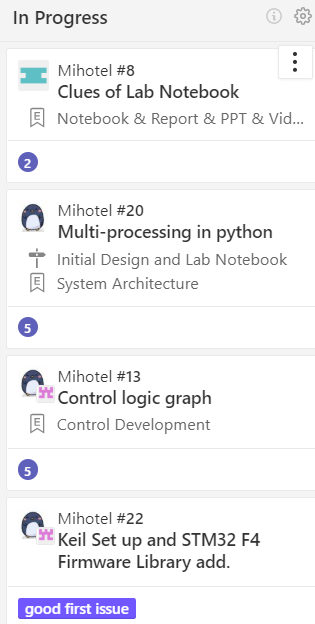 In Progress
Mihotel #8
Clues of Lab Notebook
E Notebook & Report & PPT & Vid...
2
Mihotel #20
Multi-processing in python
Initial Design and Lab Notebook
E System Architecture
5
Mihotel #13
Control logic graph
E Control Development
5
Mihotel #22
Keil Set up and STM32 F4
Firmware Library add.
good first issue